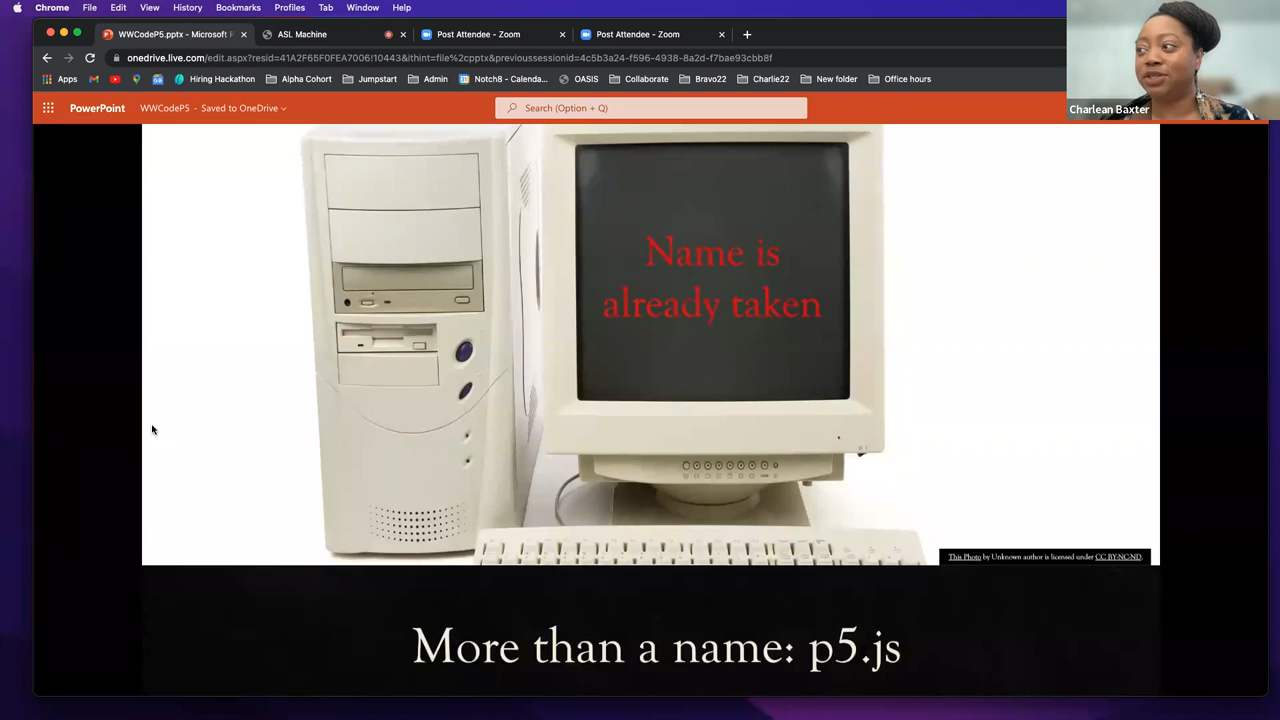 Chrome File Edit View History Bookmarks Profiles Tab Window Help
WWCodeP5.pptx - Microsoft P ASL Machine Post Attendee - Zoom Post Attendee - Zoom
onedrive.live.com/edit.aspx?resid=41A2F65F0FEA7006!10443&ithint=file%2cpptx&prevoussessionid=4c5b3a24-f596-4938-8a2d-f7bae93cbb8f
Apps Hiring Hackathon Alpha Cohort Jumpstart Admin Notch8 - Calenda... OASIS Collaborate Bravo22 Charlie22 New folder Office hours
Charlean Baxter
PowerPoint WWCodeP5 - Saved to OneDrive Search (Option + Q)
Name is
already taken
This Photo by Unknown author is licensed under CC BY-NC-ND.
More than a name: p5.js